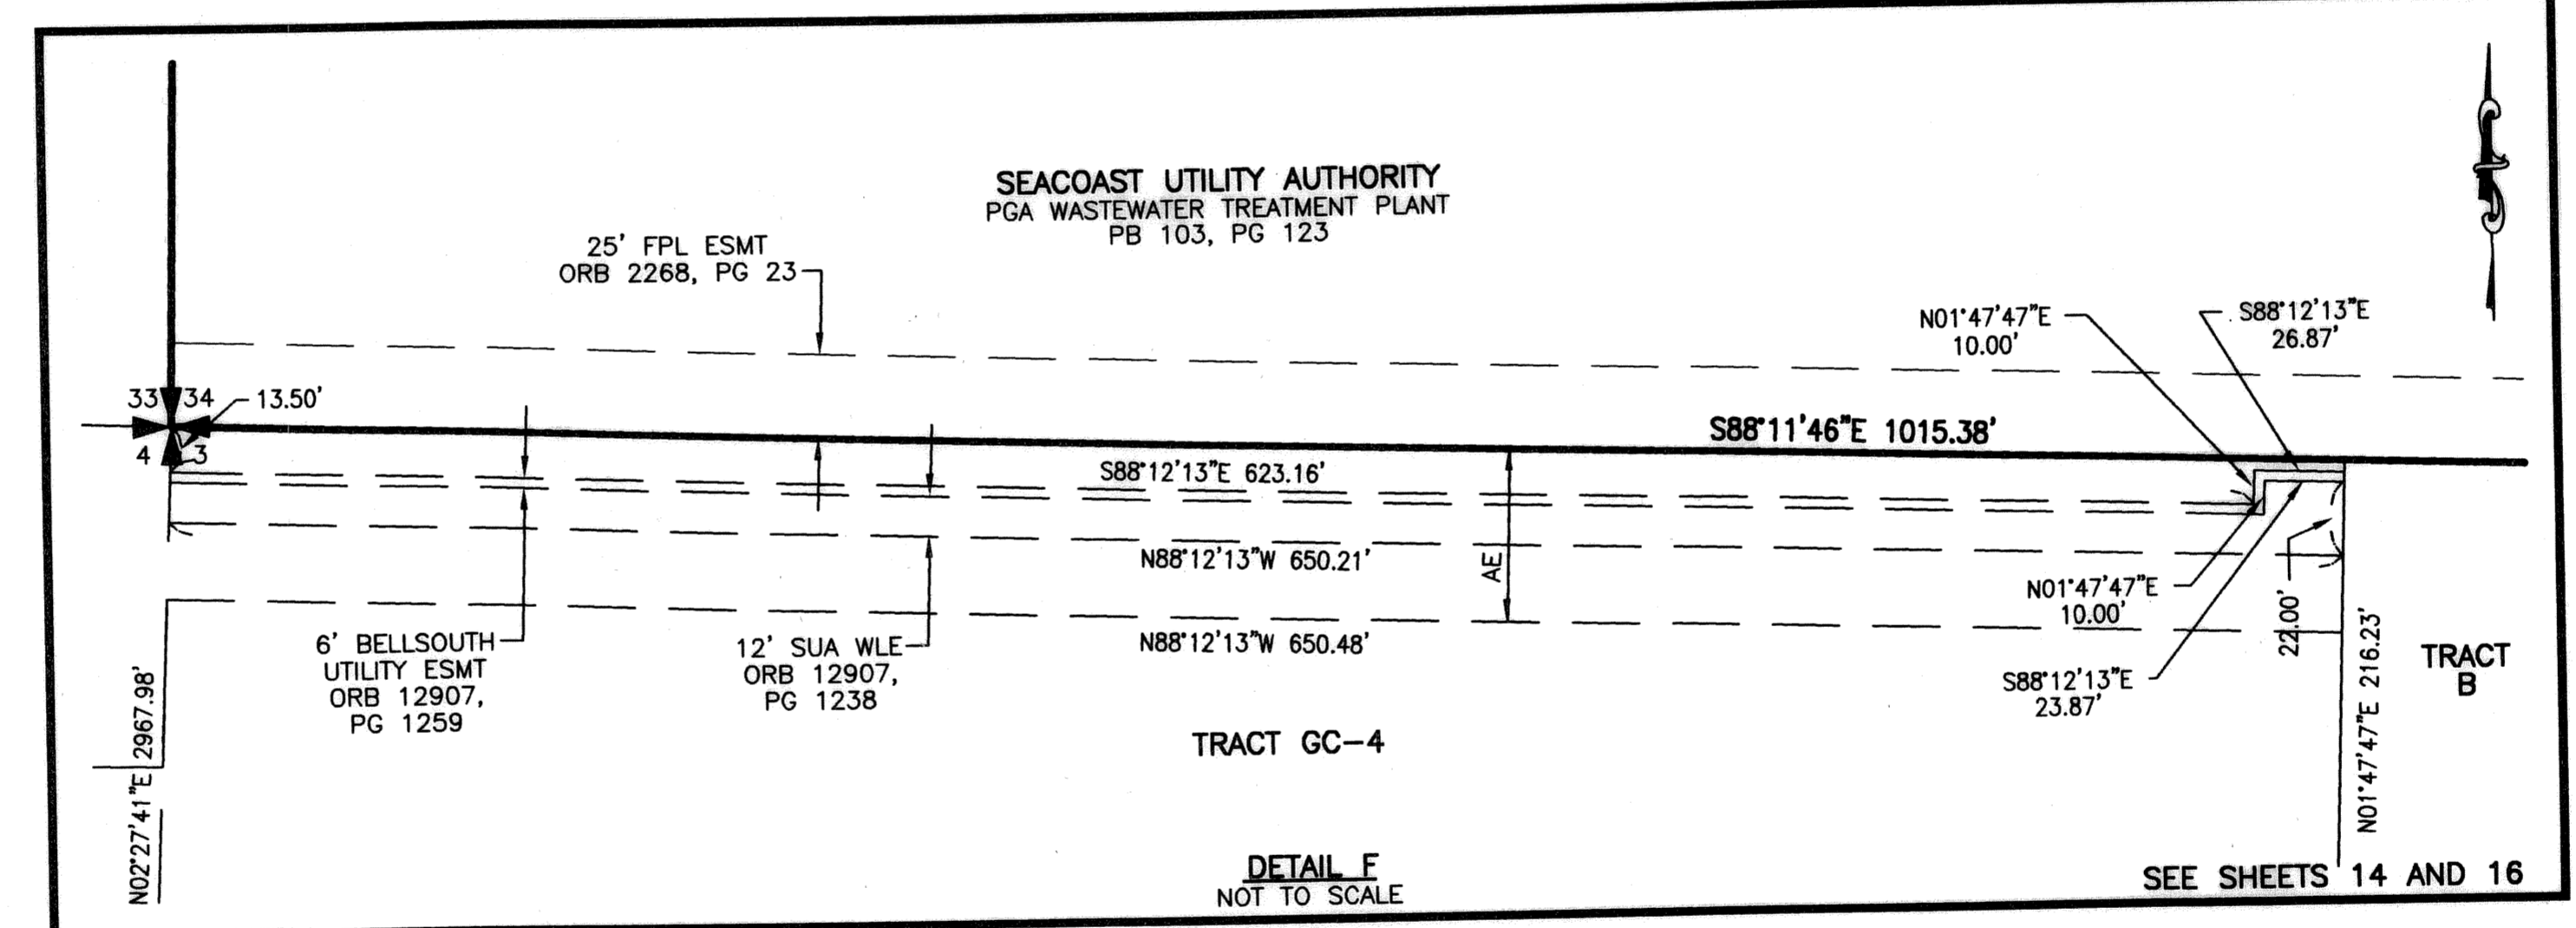 SEACOAST UTILITY AUTHORITY
PGA WASTEWATER TREATMENT PLANT
PB 103, PG 123
25' FPL ESMT
ORB 2268, PG 23
N01°47'47"E
10.00'
S88°12'13"E
26.87'
33 34
13.50'
4 3
S88°11'46"E 1015.38'
S88°12'13"E 623.16'
N88°12'13"W 650.21'
AE
N01°47'47"E
10.00'
22.00'
N88°12'13"W 650.48'
6' BELLSOUTH
UTILITY ESMT
ORB 12907,
PG 1259
12' SUA WLE
ORB 12907,
PG 1238
S88°12'13"E
23.87'
N02°27'41"E 2967.98'
N01°47'47"E 216.23'
TRACT
B
TRACT GC-4
DETAIL F
NOT TO SCALE
SEE SHEETS 14 AND 16